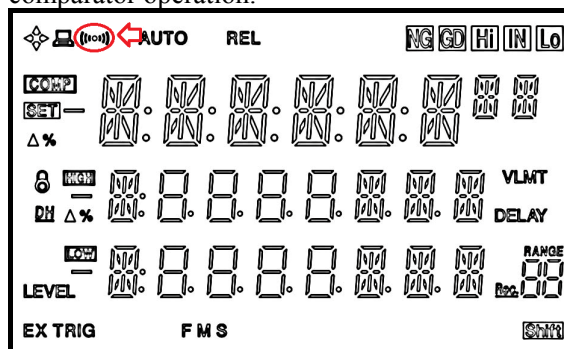 comparator operation.
AUTO REL NG GD Hi IN Lo
COMP
SET
Δ%
HIGH VLMT
DH Δ% DELAY
LOW RANGE
LEVEL Rec.
EX TRIG F M S Shift